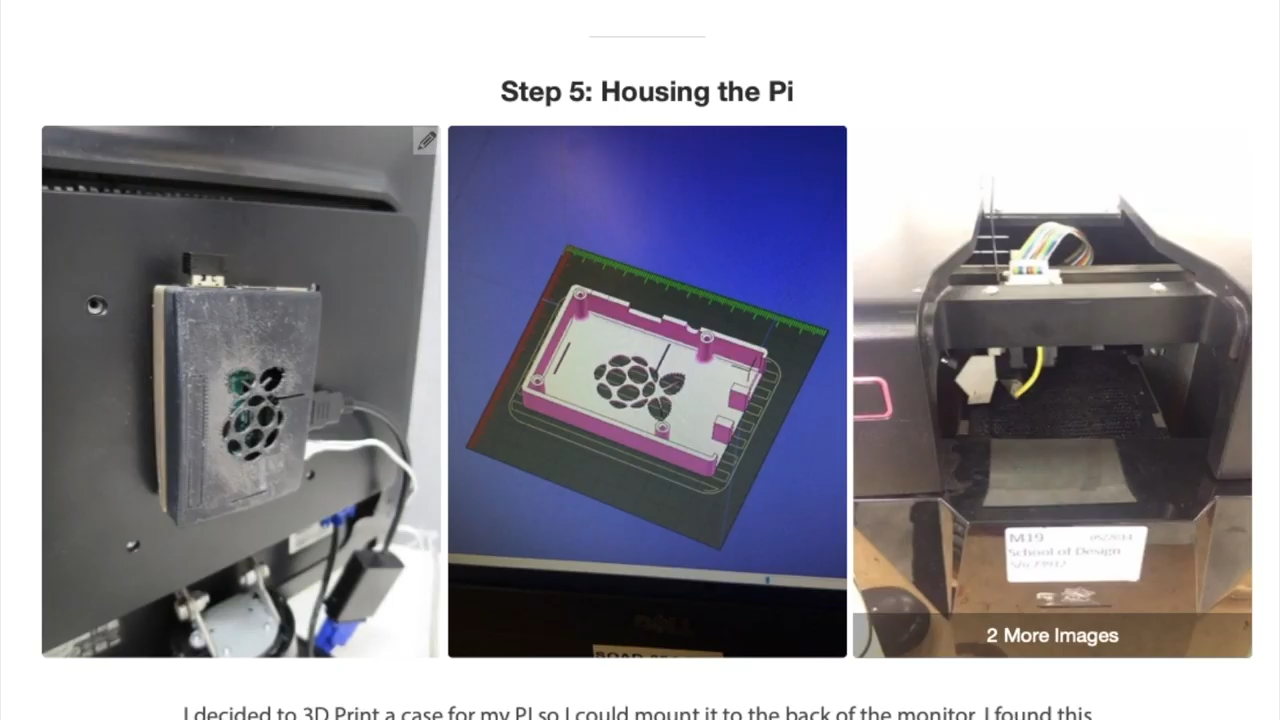 Step 5: Housing the Pi
DELL
M19
School of Design
2 More Images
I decided to 3D Print a case for my PI so I could mount it to the back of the monitor. I found this